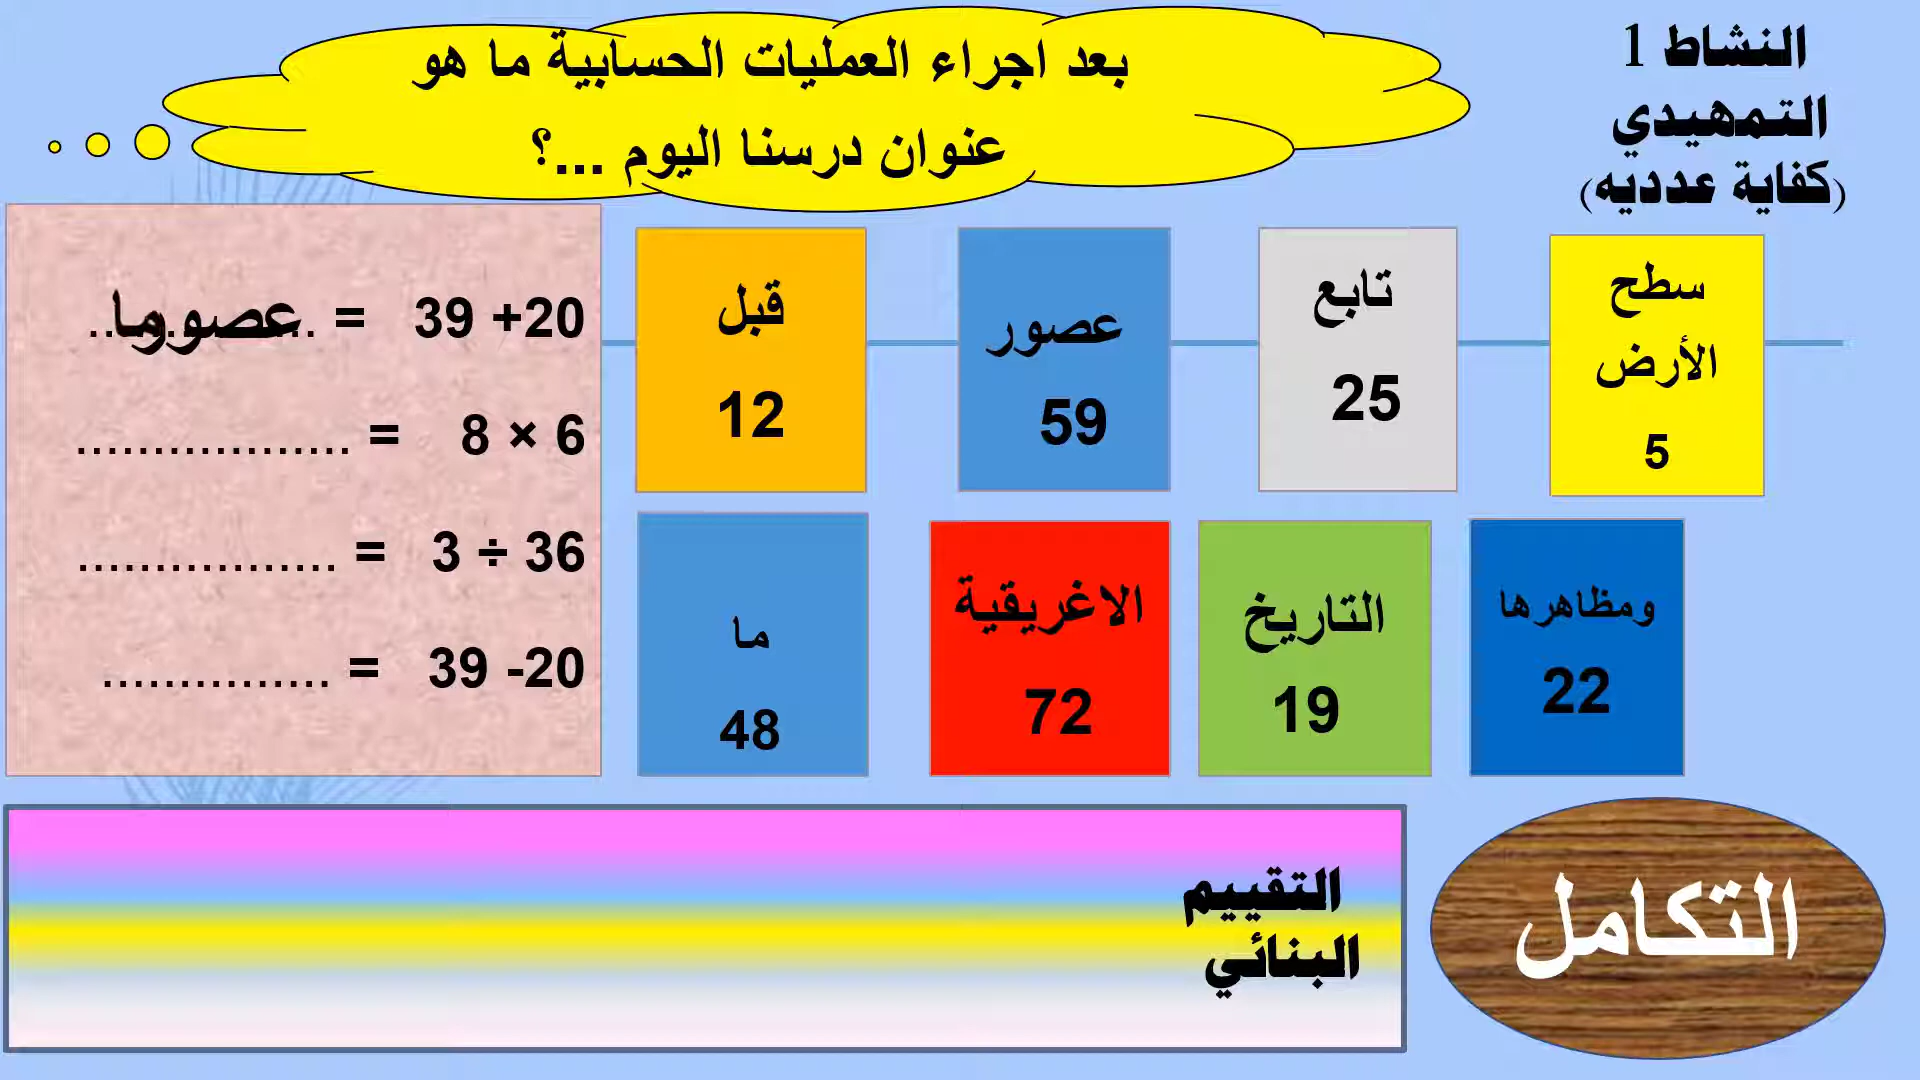 النشاط 1
التمهيدي
(كفاية عدديه)
بعد اجراء العمليات الحسابية ما هو
عنوان درسنا اليوم ...؟
سطح
الأرض
5
تابع
25
عصور
59
قبل
12
ومظاهرها
22
التاريخ
19
الاغريقية
72
ما
48
39 +20 = .................
عصور
ما
8 × 6 = ..................
3 ÷ 36 = .................
39 -20 = ...............
التكامل
التقييم
البنائي